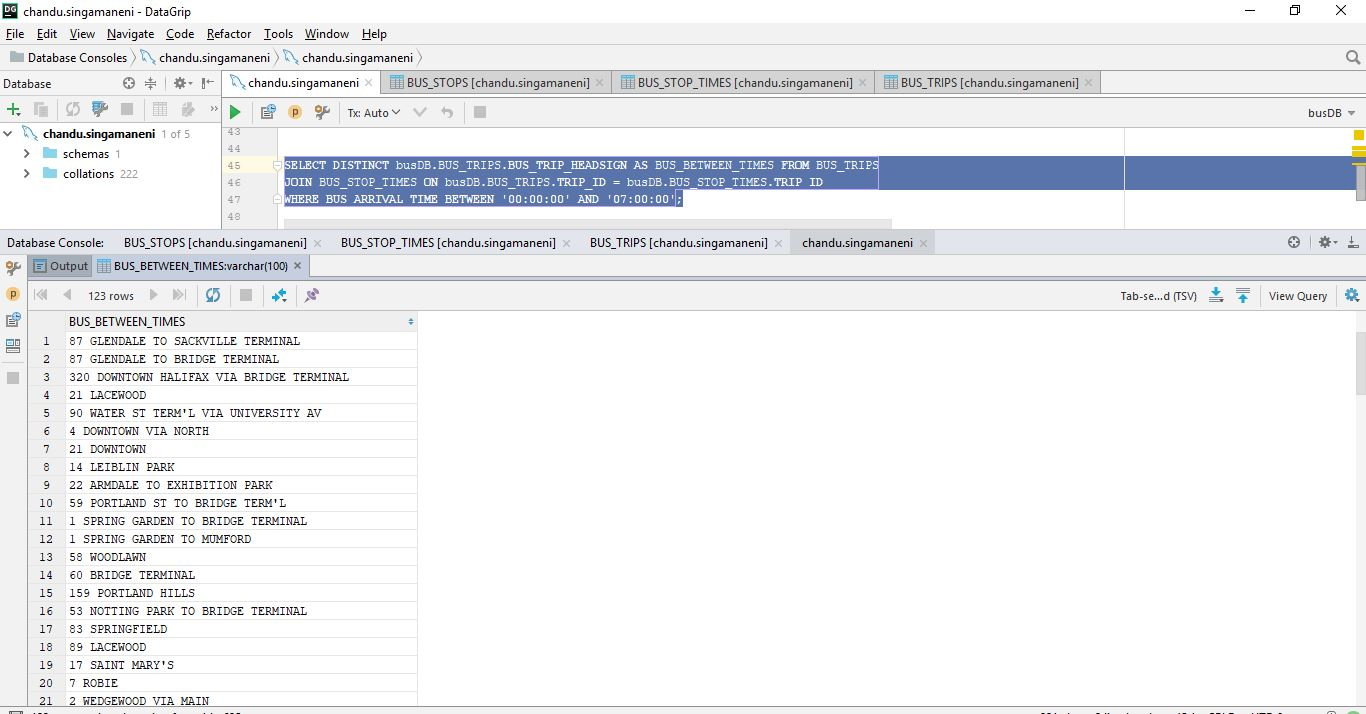 DG chandu.singamaneni - DataGrip
File Edit View Navigate Code Refactor Tools Window Help
Database Consoles chandu.singamaneni chandu.singamaneni
Database chandu.singamaneni BUS_STOPS [chandu.singamaneni] BUS_STOP_TIMES [chandu.singamaneni] BUS_TRIPS [chandu.singamaneni]
P Tx: Auto busDB
chandu.singamaneni 1 of 5
schemas 1
collations 222
43
44
45 SELECT DISTINCT busDB.BUS_TRIPS.BUS_TRIP_HEADSIGN AS BUS_BETWEEN_TIMES FROM BUS_TRIPS
46 JOIN BUS_STOP_TIMES ON busDB.BUS_TRIPS.TRIP_ID = busDB.BUS_STOP_TIMES.TRIP_ID
47 WHERE BUS_ARRIVAL_TIME BETWEEN '00:00:00' AND '07:00:00';
48
Database Console: BUS_STOPS [chandu.singamaneni] BUS_STOP_TIMES [chandu.singamaneni] BUS_TRIPS [chandu.singamaneni] chandu.singamaneni
Output BUS_BETWEEN_TIMES:varchar(100)
P 123 rows Tab-se...d (TSV) View Query
BUS_BETWEEN_TIMES
1 87 GLENDALE TO SACKVILLE TERMINAL
2 87 GLENDALE TO BRIDGE TERMINAL
3 320 DOWNTOWN HALIFAX VIA BRIDGE TERMINAL
4 21 LACEWOOD
5 90 WATER ST TERM'L VIA UNIVERSITY AV
6 4 DOWNTOWN VIA NORTH
7 21 DOWNTOWN
8 14 LEIBLIN PARK
9 22 ARMDALE TO EXHIBITION PARK
10 59 PORTLAND ST TO BRIDGE TERM'L
11 1 SPRING GARDEN TO BRIDGE TERMINAL
12 1 SPRING GARDEN TO MUMFORD
13 58 WOODLAWN
14 60 BRIDGE TERMINAL
15 159 PORTLAND HILLS
16 53 NOTTING PARK TO BRIDGE TERMINAL
17 83 SPRINGFIELD
18 89 LACEWOOD
19 17 SAINT MARY'S
20 7 ROBIE
21 2 WEDGEWOOD VIA MAIN